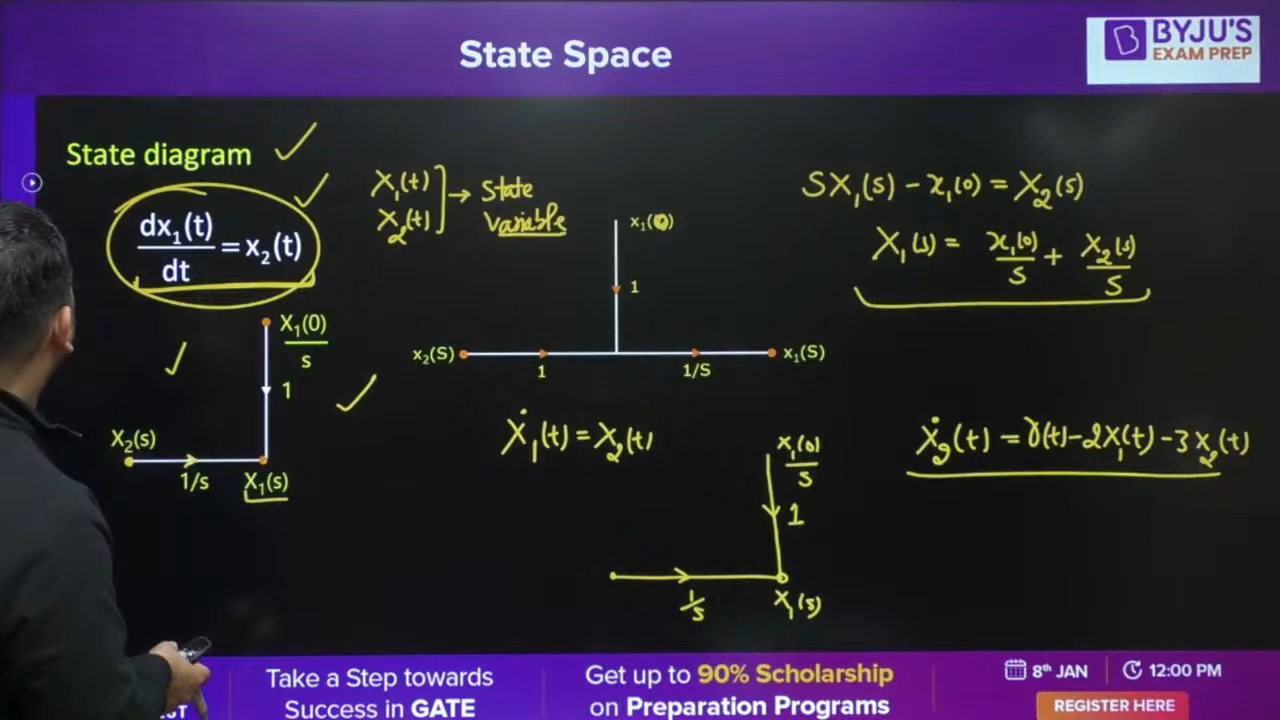 State Space
BYJU'S
EXAM PREP
State diagram
dx₁(t)/dt = x₂(t)
X₁(t)
X₂(t)
→ State
Variable
x₁(0)
1
x₂(S)
1
1/S
x₁(S)
SX₁(s) - x₁(0) = X₂(s)
X₁(s) = x₁(0)/S + X₂(s)/S
X₁(0)/s
1
X₂(s)
1/s
X₁(s)
Ẋ₁(t) = X₂(t)
x₁(0)/S
1
1/s
X₁(s)
Ẋ₂(t) = r(t) - 2X₁(t) - 3X₂(t)
Take a Step towards
Success in GATE
Get up to 90% Scholarship
on Preparation Programs
8th JAN
12:00 PM
REGISTER HERE